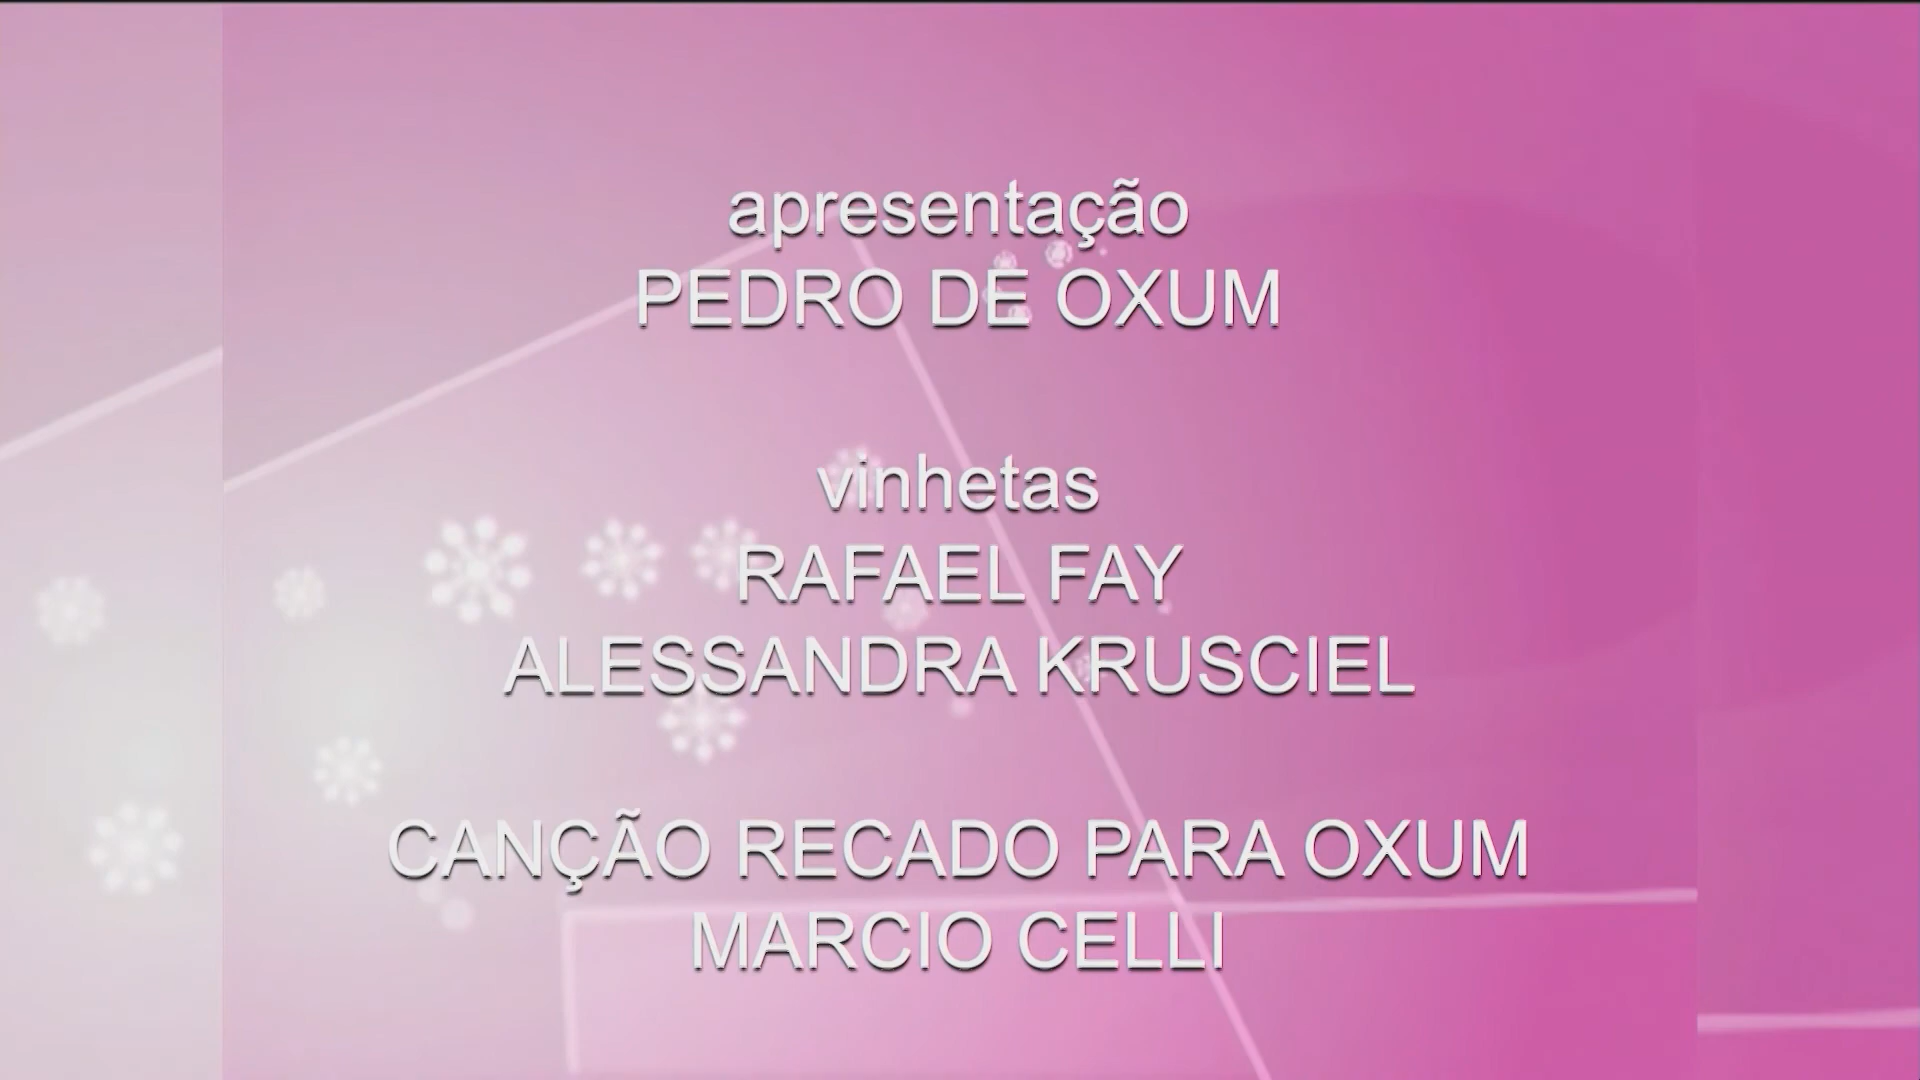 apresentação
PEDRO DE OXUM
vinhetas
RAFAEL FAY
ALESSANDRA KRUSCIEL
CANÇÃO RECADO PARA OXUM
MARCIO CELLI